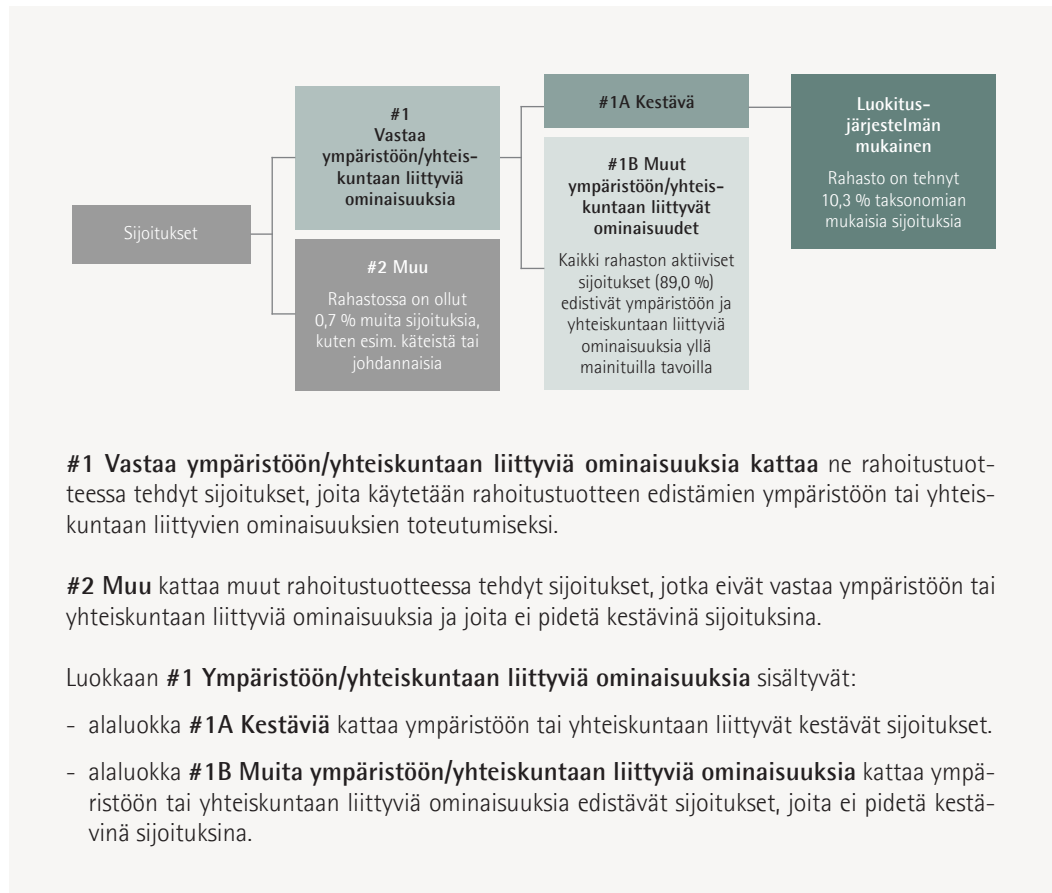 Sijoitukset
#1
Vastaa
ympäristöön/yhteis-
kuntaan liittyviä
ominaisuuksia
#2 Muu
Rahastossa on ollut
0,7 % muita sijoituksia,
kuten esim. käteistä tai
johdannaisia
#1A Kestävä
#1B Muut
ympäristöön/yhteis-
kuntaan liittyvät
ominaisuudet
Kaikki rahaston aktiiviset
sijoitukset (89,0 %)
edistivät ympäristöön ja
yhteiskuntaan liittyviä
ominaisuuksia yllä
mainituilla tavoilla
Luokitus-
järjestelmän
mukainen
Rahasto on tehnyt
10,3 % taksonomian
mukaisia sijoituksia
#1 Vastaa ympäristöön/yhteiskuntaan liittyviä ominaisuuksia kattaa ne rahoitustuot-
teessa tehdyt sijoitukset, joita käytetään rahoitustuotteen edistämien ympäristöön tai yhteis-
kuntaan liittyvien ominaisuuksien toteutumiseksi.
#2 Muu kattaa muut rahoitustuotteessa tehdyt sijoitukset, jotka eivät vastaa ympäristöön tai
yhteiskuntaan liittyviä ominaisuuksia ja joita ei pidetä kestävinä sijoituksina.
Luokkaan #1 Ympäristöön/yhteiskuntaan liittyviä ominaisuuksia sisältyvät:
- alaluokka #1A Kestäviä kattaa ympäristöön tai yhteiskuntaan liittyvät kestävät sijoitukset.
- alaluokka #1B Muita ympäristöön/yhteiskuntaan liittyviä ominaisuuksia kattaa ympä-
ristöön tai yhteiskuntaan liittyviä ominaisuuksia edistävät sijoitukset, joita ei pidetä kestä-
vinä sijoituksina.